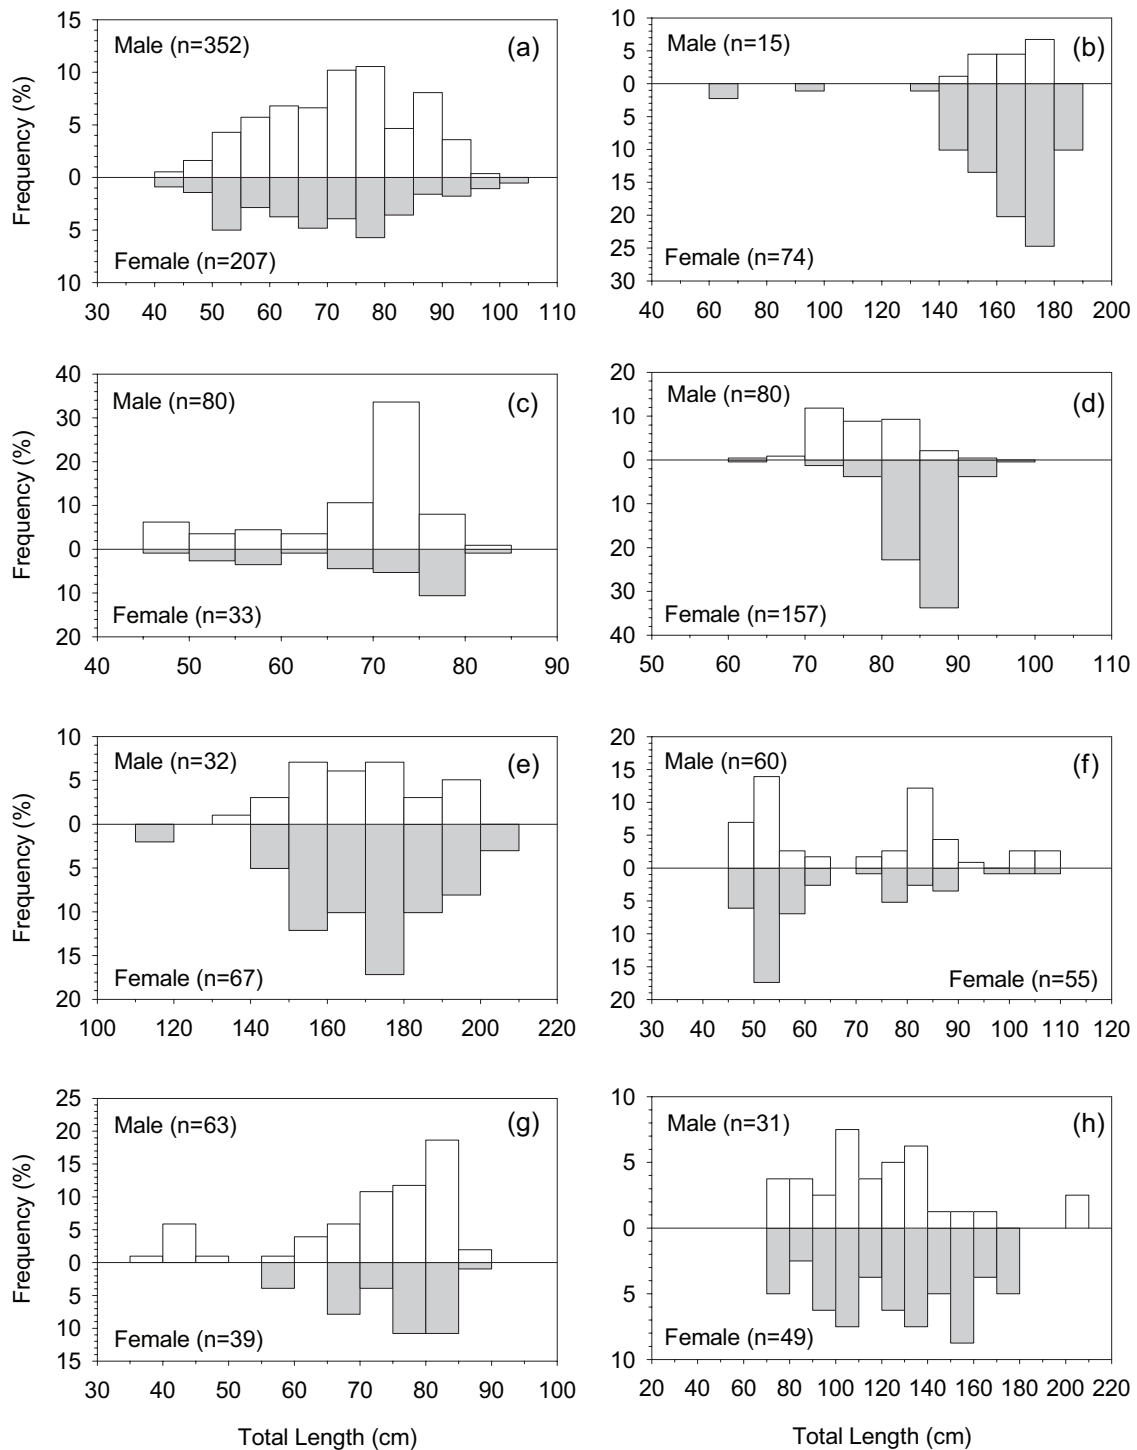 Frequency (%)
15
10
5
0
5
10
Male (n=352)
(a)
Female (n=207)
30 40 50 60 70 80 90 100 110
10
5
0
5
10
15
20
25
30
Male (n=15)
(b)
Female (n=74)
40 60 80 100 120 140 160 180 200
Frequency (%)
40
30
20
10
0
10
20
Male (n=80)
(c)
Female (n=33)
40 50 60 70 80 90
20
10
0
10
20
30
40
Male (n=80)
(d)
Female (n=157)
50 60 70 80 90 100 110
Frequency (%)
10
5
0
5
10
15
20
Male (n=32)
(e)
Female (n=67)
100 120 140 160 180 200 220
20
15
10
5
0
5
10
15
20
Male (n=60)
(f)
Female (n=55)
30 40 50 60 70 80 90 100 110 120
Frequency (%)
25
20
15
10
5
0
5
10
15
Male (n=63)
(g)
Female (n=39)
30 40 50 60 70 80 90 100
Total Length (cm)
10
5
0
5
10
Male (n=31)
(h)
Female (n=49)
20 40 60 80 100 120 140 160 180 200 220
Total Length (cm)